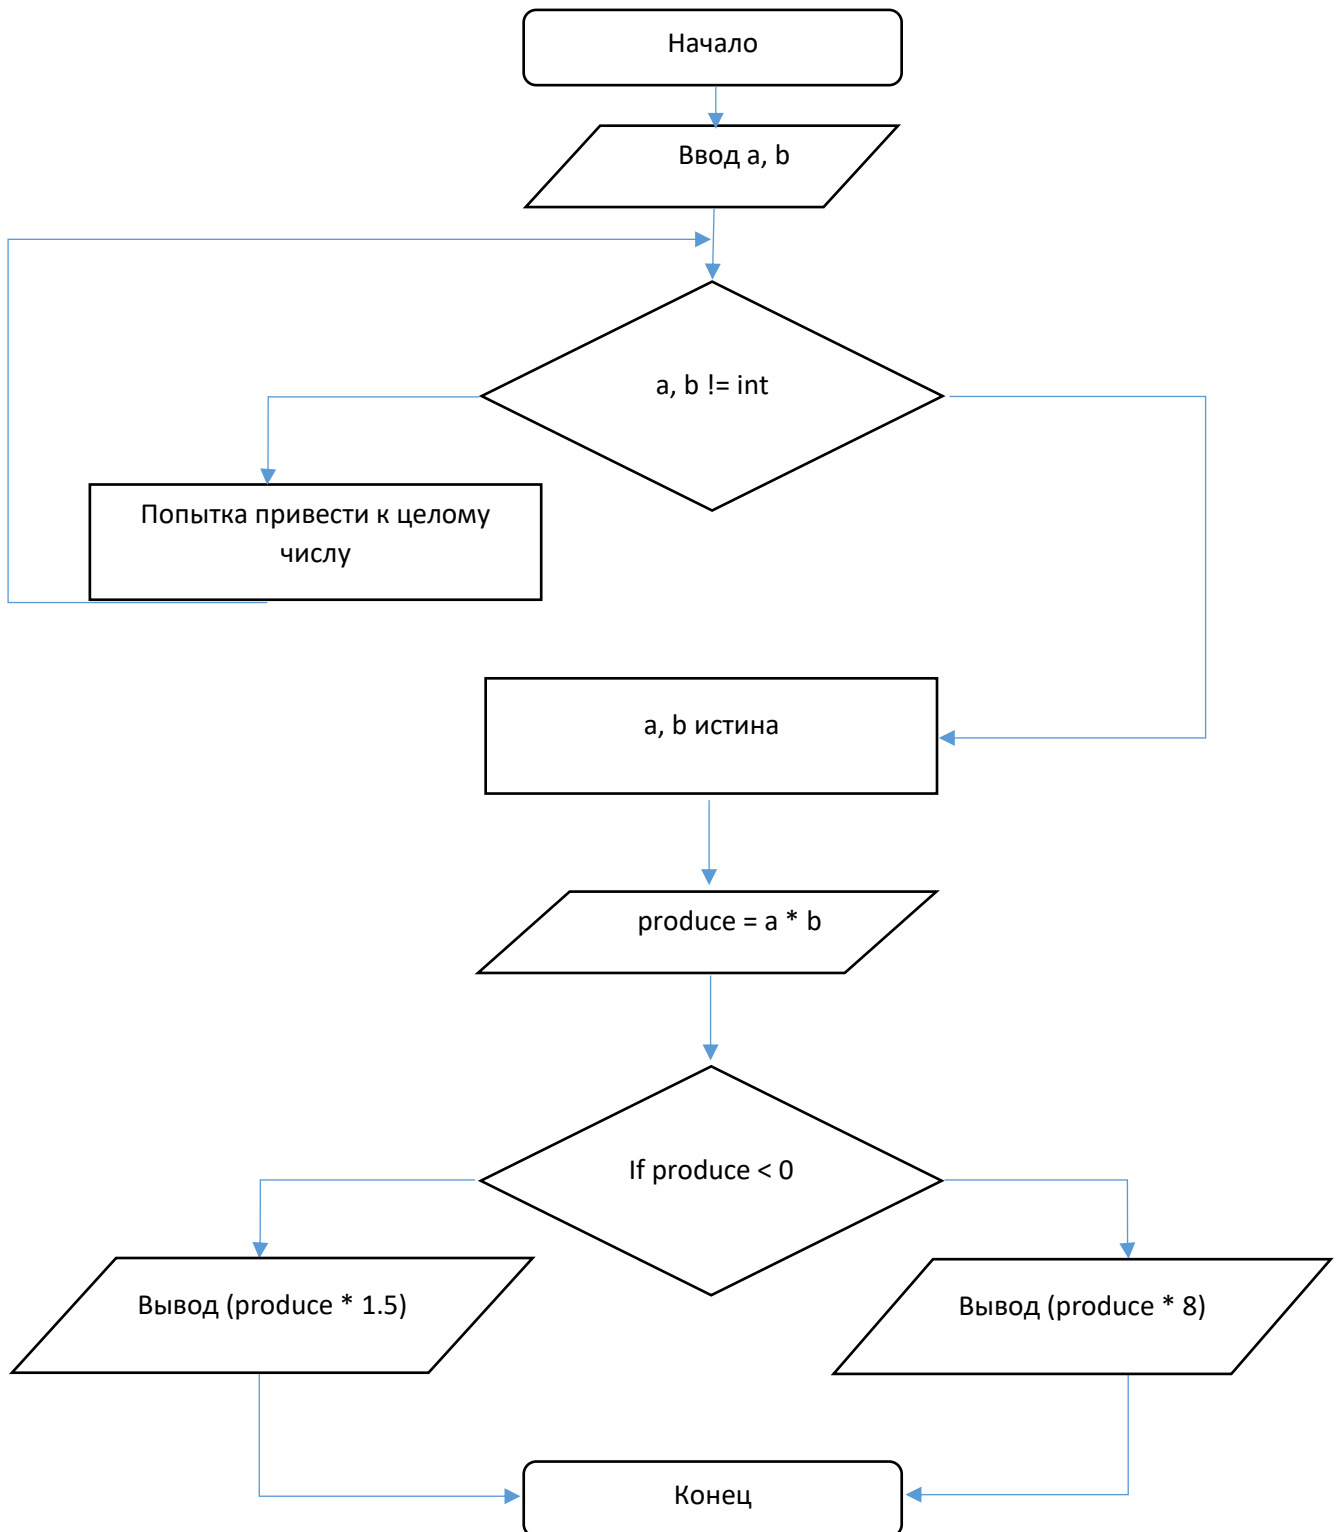 Начало
Ввод a, b
a, b != int
Попытка привести к целому
числу
a, b истина
produce = a * b
If produce < 0
Вывод (produce * 1.5)
Вывод (produce * 8)
Конец